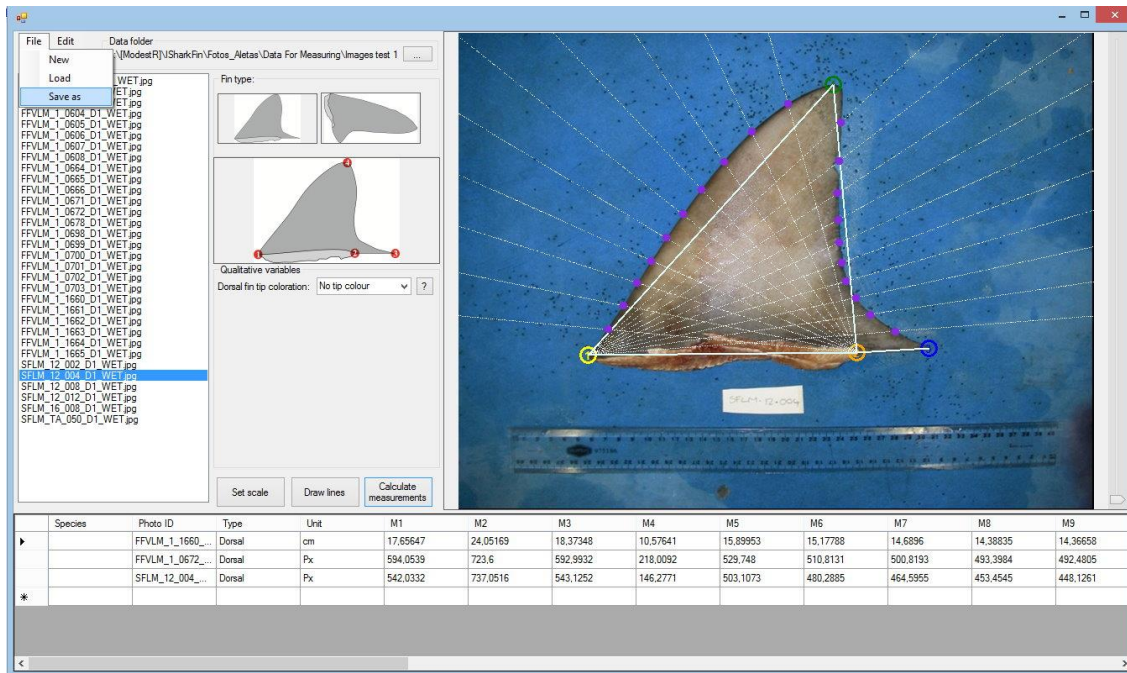 File Edit Data folder
New
\[ModestR]\ISharkFin\Fotos_Aletas\Data For Measuring\Images test 1 ...
Load
Save as
_WET.jpg
WET.jpg
WET.jpg
FFVLM_1_0604_D1_WET.jpg
FFVLM_1_0605_D1_WET.jpg
FFVLM_1_0606_D1_WET.jpg
FFVLM_1_0607_D1_WET.jpg
FFVLM_1_0608_D1_WET.jpg
FFVLM_1_0664_D1_WET.jpg
FFVLM_1_0665_D1_WET.jpg
FFVLM_1_0666_D1_WET.jpg
FFVLM_1_0671_D1_WET.jpg
FFVLM_1_0672_D1_WET.jpg
FFVLM_1_0678_D1_WET.jpg
FFVLM_1_0698_D1_WET.jpg
FFVLM_1_0699_D1_WET.jpg
FFVLM_1_0700_D1_WET.jpg
FFVLM_1_0701_D1_WET.jpg
FFVLM_1_0702_D1_WET.jpg
FFVLM_1_0703_D1_WET.jpg
FFVLM_1_1660_D1_WET.jpg
FFVLM_1_1661_D1_WET.jpg
FFVLM_1_1662_D1_WET.jpg
FFVLM_1_1663_D1_WET.jpg
FFVLM_1_1664_D1_WET.jpg
FFVLM_1_1665_D1_WET.jpg
SFLM_12_002_D1_WET.jpg
SFLM_12_004_D1_WET.jpg
SFLM_12_008_D1_WET.jpg
SFLM_12_012_D1_WET.jpg
SFLM_16_008_D1_WET.jpg
SFLM_TA_050_D1_WET.jpg
Fin type:
4
1 2 3
Qualitative variables
Dorsal fin tip coloration: No tip colour ?
Set scale Draw lines Calculate measurements
SFLM-12-004
Species Photo ID Type Unit M1 M2 M3 M4 M5 M6 M7 M8 M9
FFVLM_1_1660_... Dorsal cm 17,65647 24,05169 18,37348 10,57641 15,89953 15,17788 14,6896 14,38835 14,36658
FFVLM_1_0672_... Dorsal Px 594,0539 723,6 592,9932 218,0092 529,748 510,8131 500,8193 493,3984 492,4805
SFLM_12_004_... Dorsal Px 542,0332 737,0516 543,1252 146,2771 503,1073 480,2885 464,5955 453,4545 448,1261